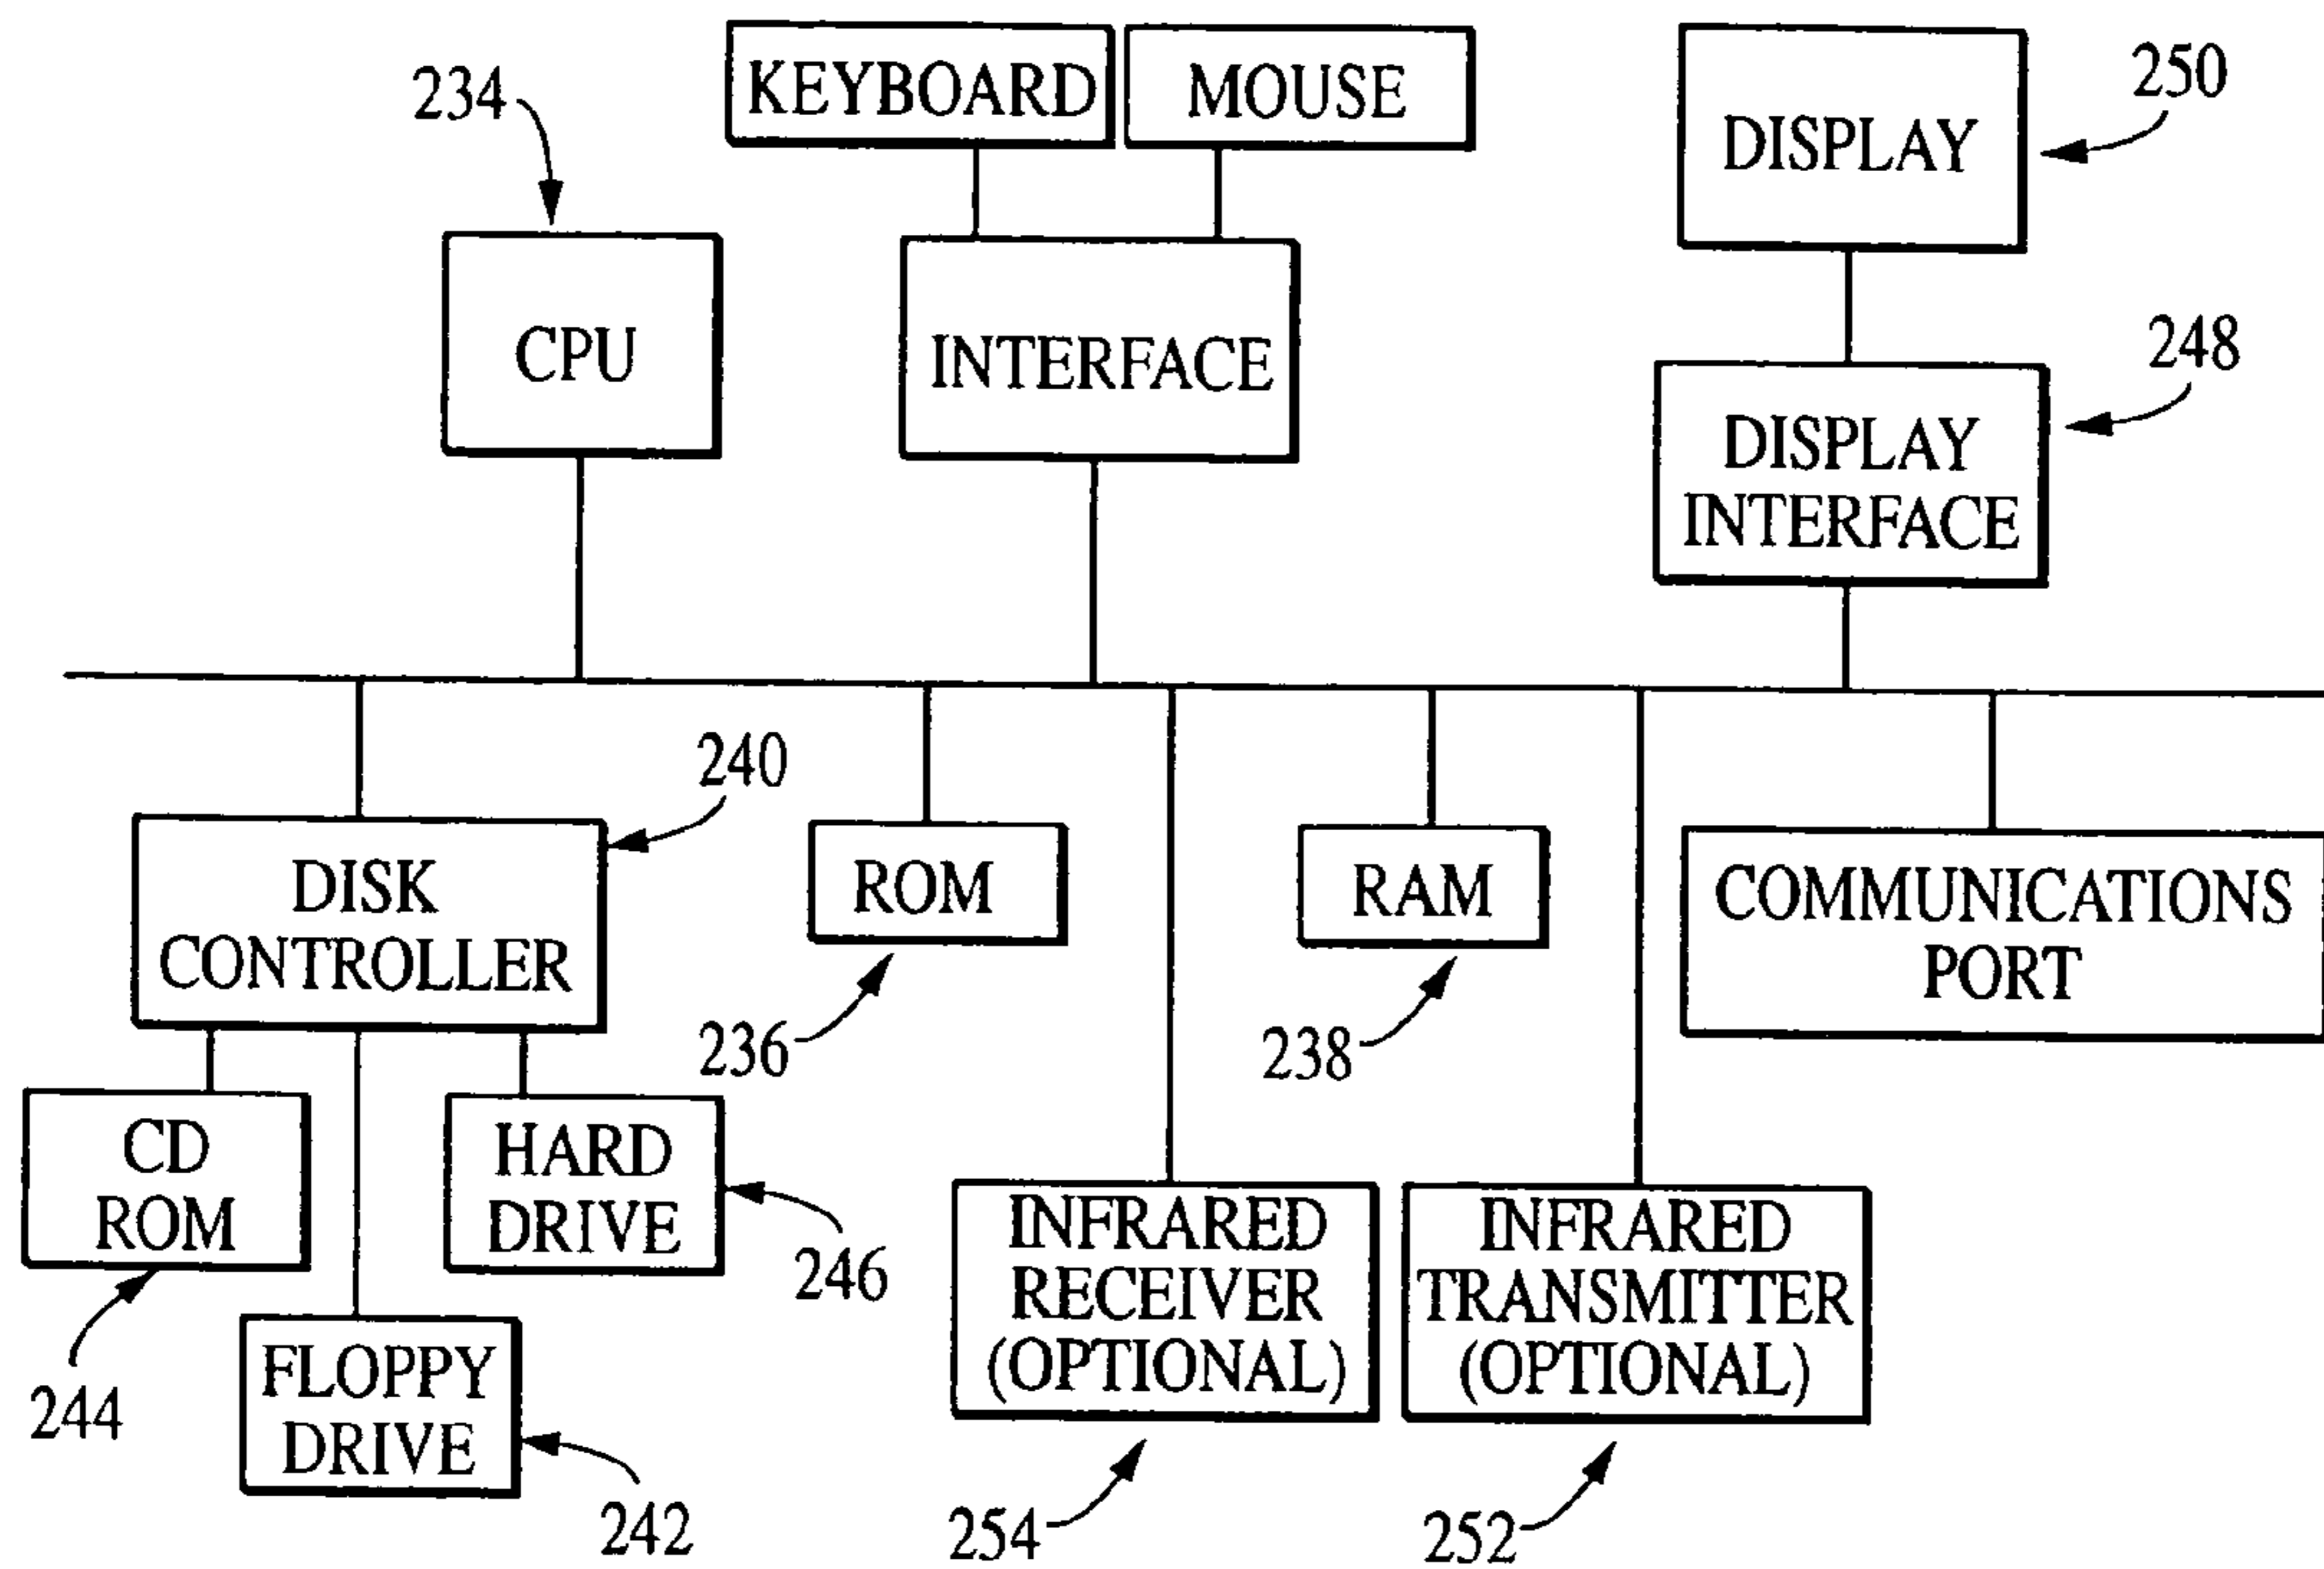 KEYBOARD
MOUSE
234
250
DISPLAY
CPU
INTERFACE
248
DISPLAY
INTERFACE
240
DISK
CONTROLLER
ROM
236
RAM
238
COMMUNICATIONS
PORT
CD
ROM
244
HARD
DRIVE
246
FLOPPY
DRIVE
242
INFRARED
RECEIVER
(OPTIONAL)
254
INFRARED
TRANSMITTER
(OPTIONAL)
252